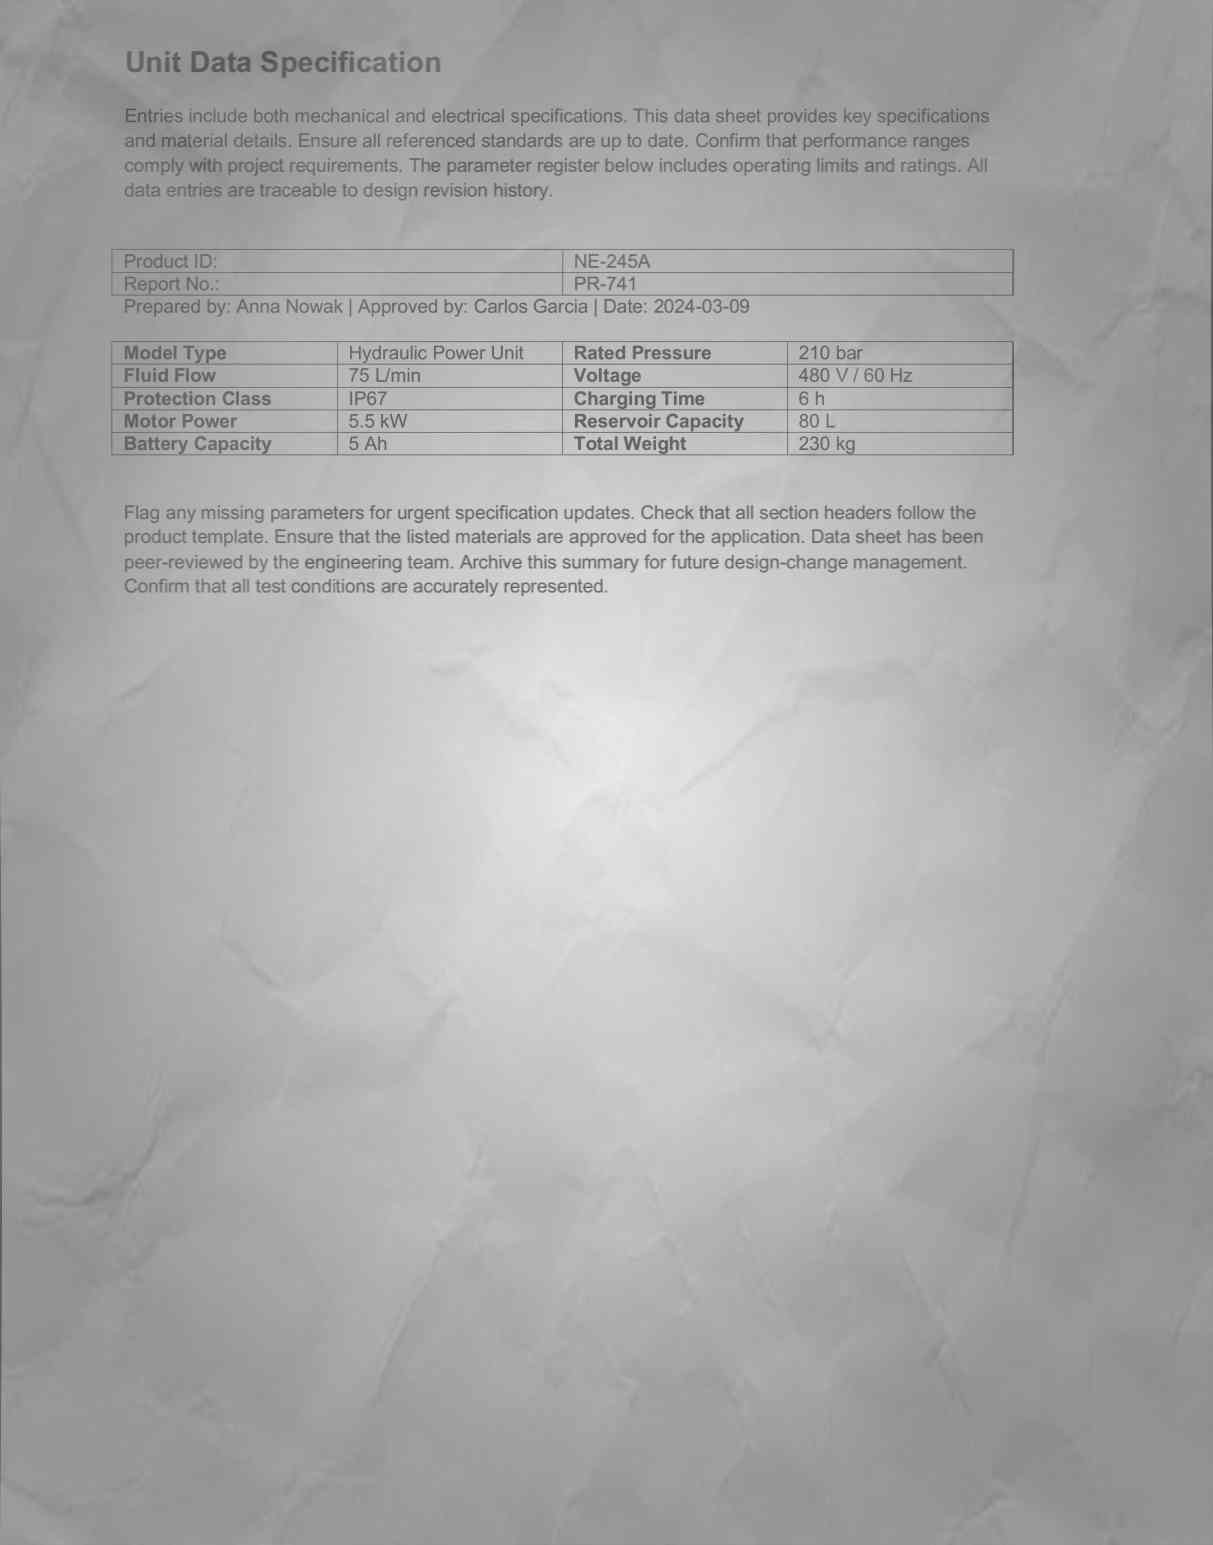 Unit Data Specification
Entries include both mechanical and electrical specifications. This data sheet provides key specifications
and material details. Ensure all referenced standards are up to date. Confirm that performance ranges
comply with project requirements. The parameter register below includes operating limits and ratings. All
data entries are traceable to design revision history.
Product ID: NE-245A
Report No.: PR-741
Prepared by: Anna Nowak | Approved by: Carlos Garcia | Date: 2024-03-09
Model Type Hydraulic Power Unit Rated Pressure 210 bar
Fluid Flow 75 L/min Voltage 480 V / 60 Hz
Protection Class IP67 Charging Time 6 h
Motor Power 5.5 kW Reservoir Capacity 80 L
Battery Capacity 5 Ah Total Weight 230 kg
Flag any missing parameters for urgent specification updates. Check that all section headers follow the
product template. Ensure that the listed materials are approved for the application. Data sheet has been
peer-reviewed by the engineering team. Archive this summary for future design-change management.
Confirm that all test conditions are accurately represented.